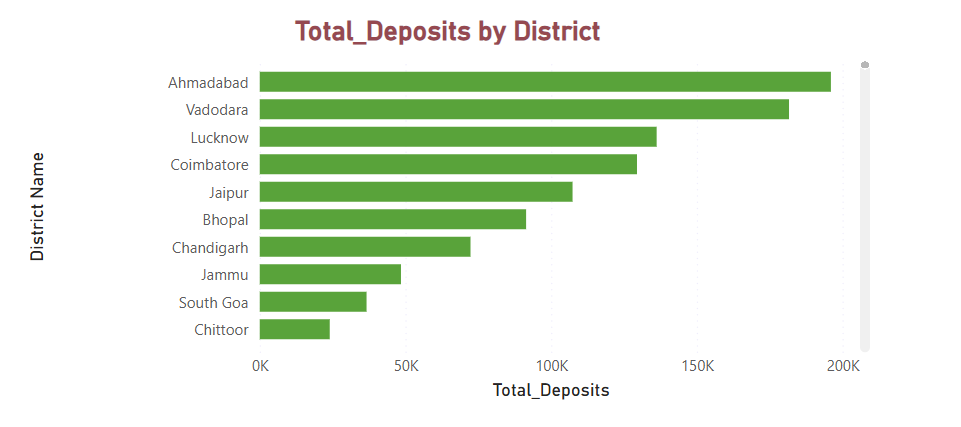 Total_Deposits by District
District Name
Ahmadabad
Vadodara
Lucknow
Coimbatore
Jaipur
Bhopal
Chandigarh
Jammu
South Goa
Chittoor
0K 50K 100K 150K 200K
Total_Deposits